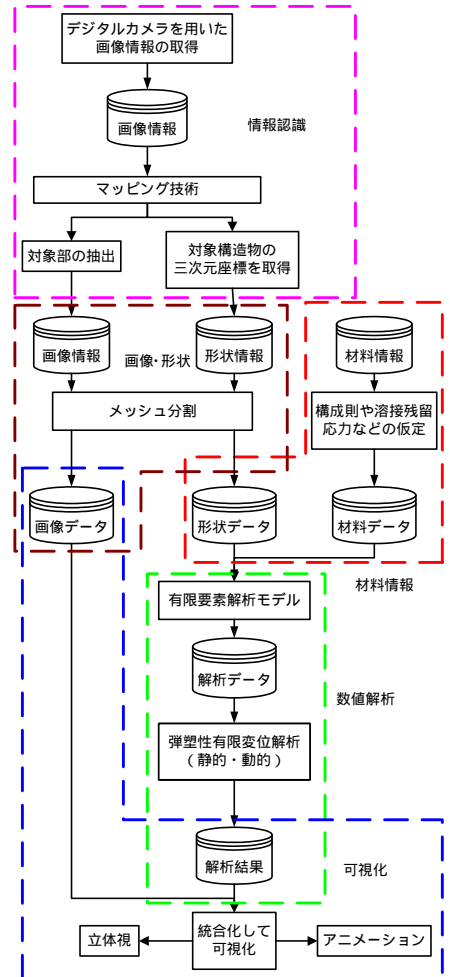 デジタルカメラを用いた
画像情報の取得
画像情報
情報認識
マッピング技術
対象部の抽出
対象構造物の
三次元座標を取得
画像情報
画像・形状
形状情報
材料情報
メッシュ分割
構成則や溶接残留
応力などの仮定
画像データ
形状データ
材料データ
材料情報
有限要素解析モデル
解析データ
数値解析
弾塑性有限変位解析
(静的・動的)
解析結果
可視化
立体視
統合化して
可視化
アニメーション